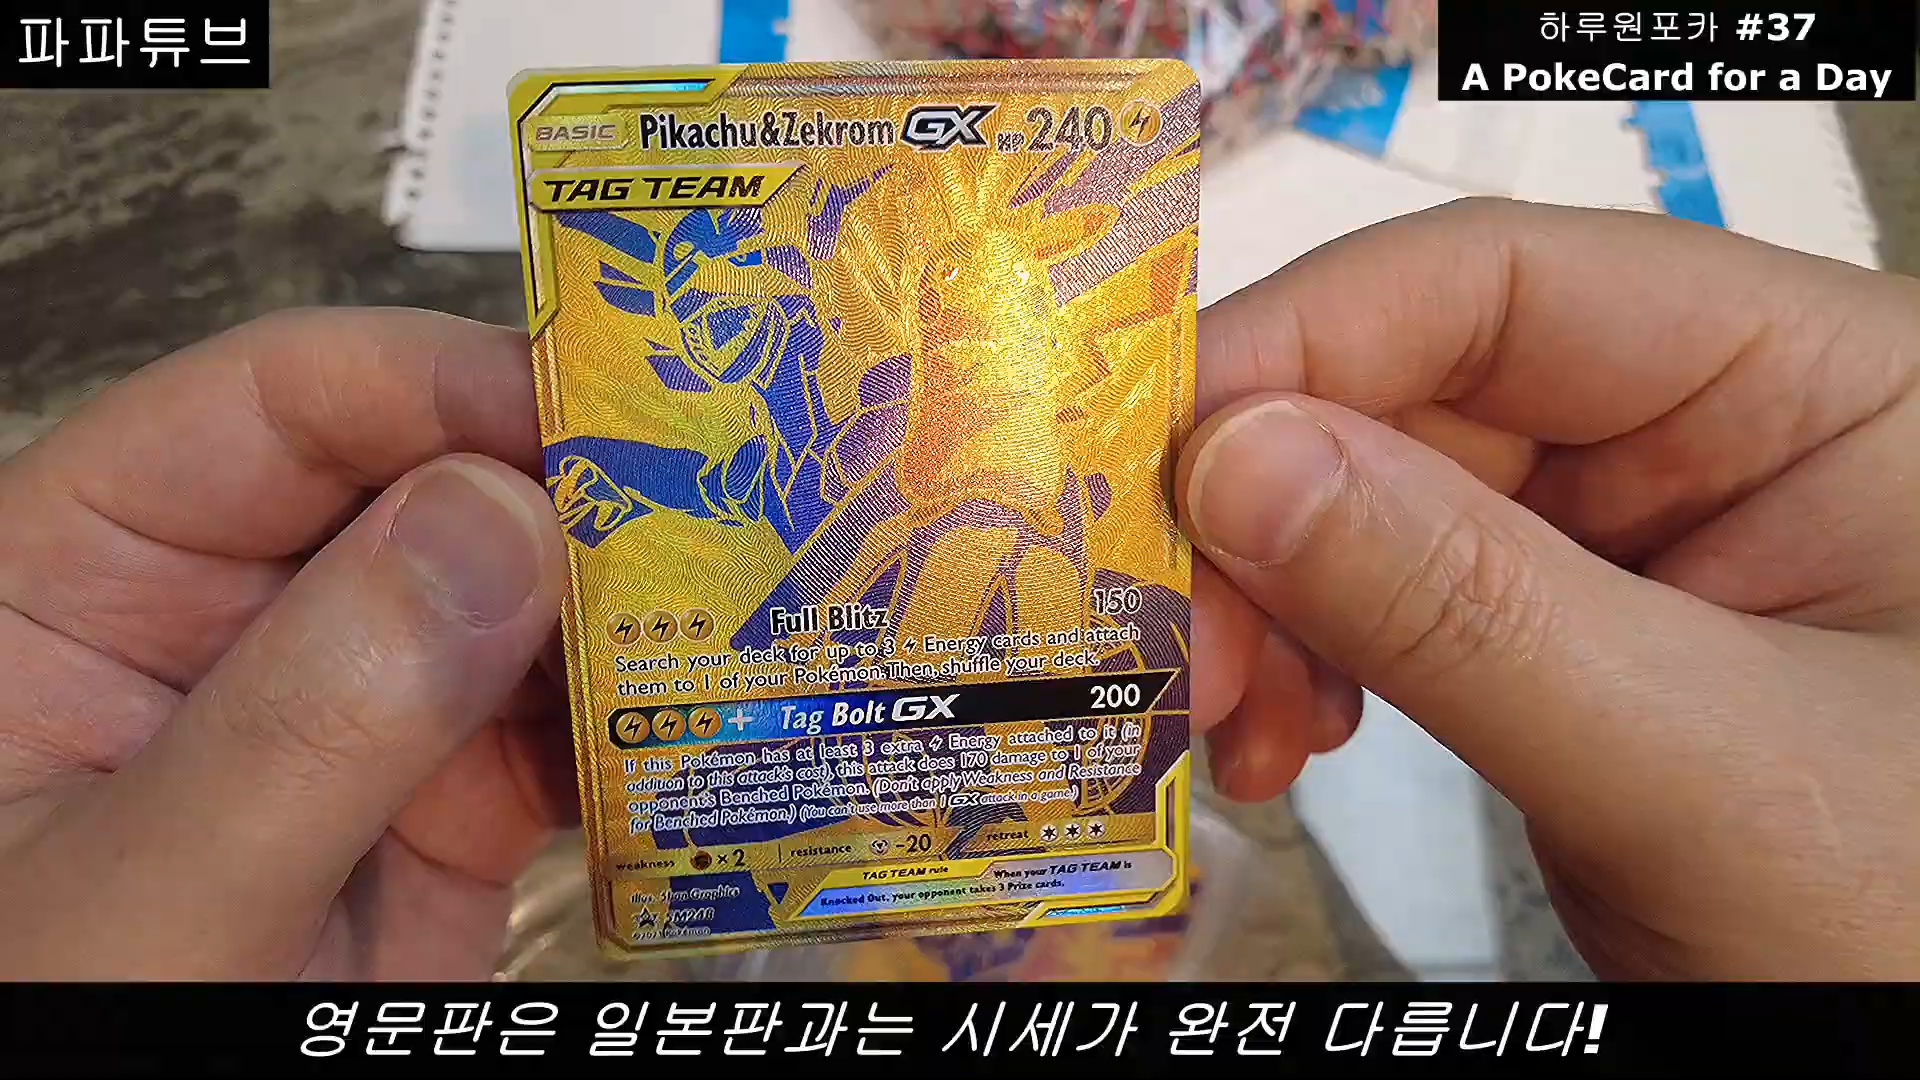 파파튜브
하루원포카 #37
A PokeCard for a Day
BASIC Pikachu&Zekrom GX HP 240
TAG TEAM
Full Blitz 150
Search your deck for up to 3 Energy cards and attach
them to 1 of your Pokémon. Then, shuffle your deck.
Tag Bolt GX 200
If this Pokémon has at least 3 extra Energy attached to it (in
addition to this attack's cost), this attack does 170 damage to 1 of your
opponent's Benched Pokémon. (Don't apply Weakness and Resistance
for Benched Pokémon.) (You can't use more than 1 GX attack in a game.)
weakness ×2 resistance -20 retreat
TAG TEAM rule When your TAG TEAM is
Knocked Out, your opponent takes 3 Prize cards.
Illus. 5ban Graphics
SM248
영문판은 일본판과는 시세가 완전 다릅니다!